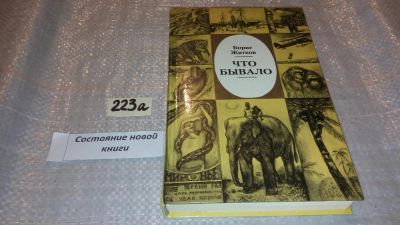 Борис
Житков
ЧТО
БЫВАЛО
223а
Состояние новой
книги